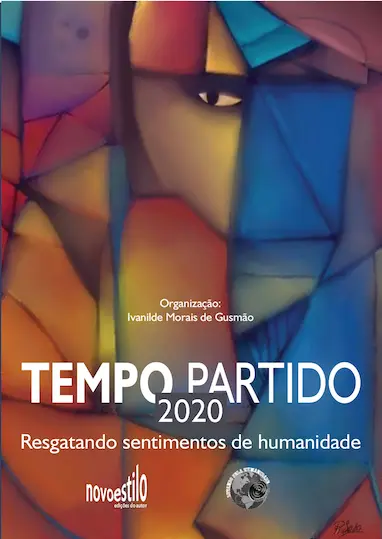 Organização:
Ivanilde Morais de Gusmão
TEMPO PARTIDO
2020
Resgatando sentimentos de humanidade
novoestilo
edições do autor